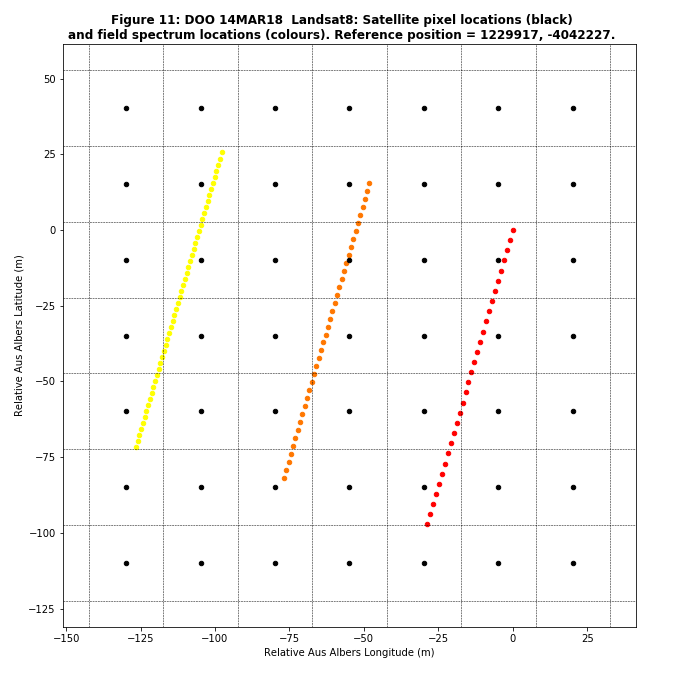 Figure 11: DOO 14MAR18 Landsat8: Satellite pixel locations (black)
and field spectrum locations (colours). Reference position = 1229917, -4042227.
50
25
0
−25
−50
−75
−100
−125
Relative Aus Albers Latitude (m)
−150 −125 −100 −75 −50 −25 0 25
Relative Aus Albers Longitude (m)